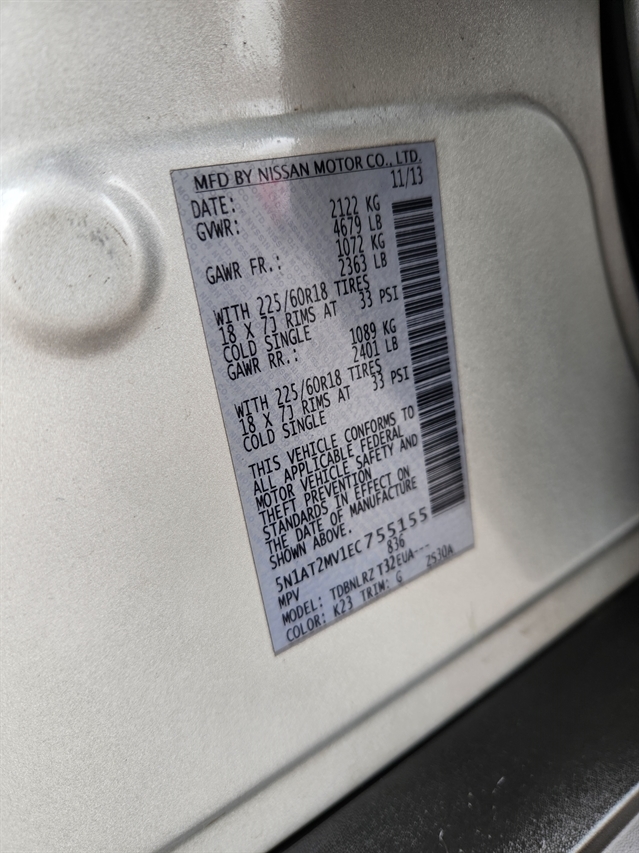 MFD BY NISSAN MOTOR CO., LTD.
DATE: 11/13
GVWR: 2122 KG
4679 LB
GAWR FR.: 1072 KG
2363 LB
WITH 225/60R18 TIRES
18 X 7J RIMS AT 33 PSI
COLD SINGLE
GAWR RR.: 1089 KG
2401 LB
WITH 225/60R18 TIRES
18 X 7J RIMS AT 33 PSI
COLD SINGLE
THIS VEHICLE CONFORMS TO
ALL APPLICABLE FEDERAL
MOTOR VEHICLE SAFETY AND
THEFT PREVENTION
STANDARDS IN EFFECT ON
THE DATE OF MANUFACTURE
SHOWN ABOVE.
5N1AT2MV1EC755155
MPV 836
MODEL: TDBNLRZ T32EUA---
COLOR: K23 TRIM: G 2530A